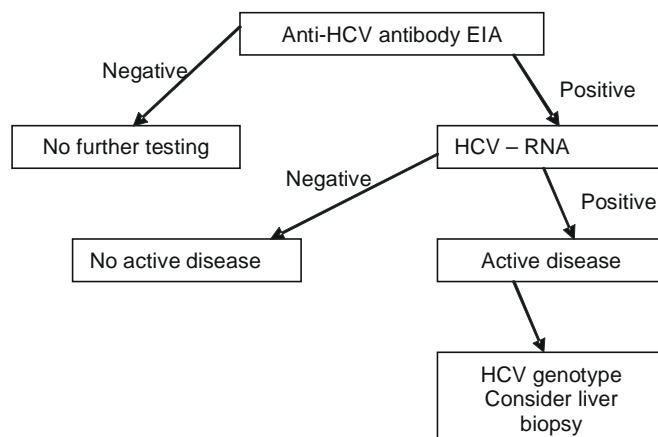 Anti-HCV antibody EIA
Negative
Positive
No further testing
HCV – RNA
Negative
Positive
No active disease
Active disease
HCV genotype
Consider liver
biopsy